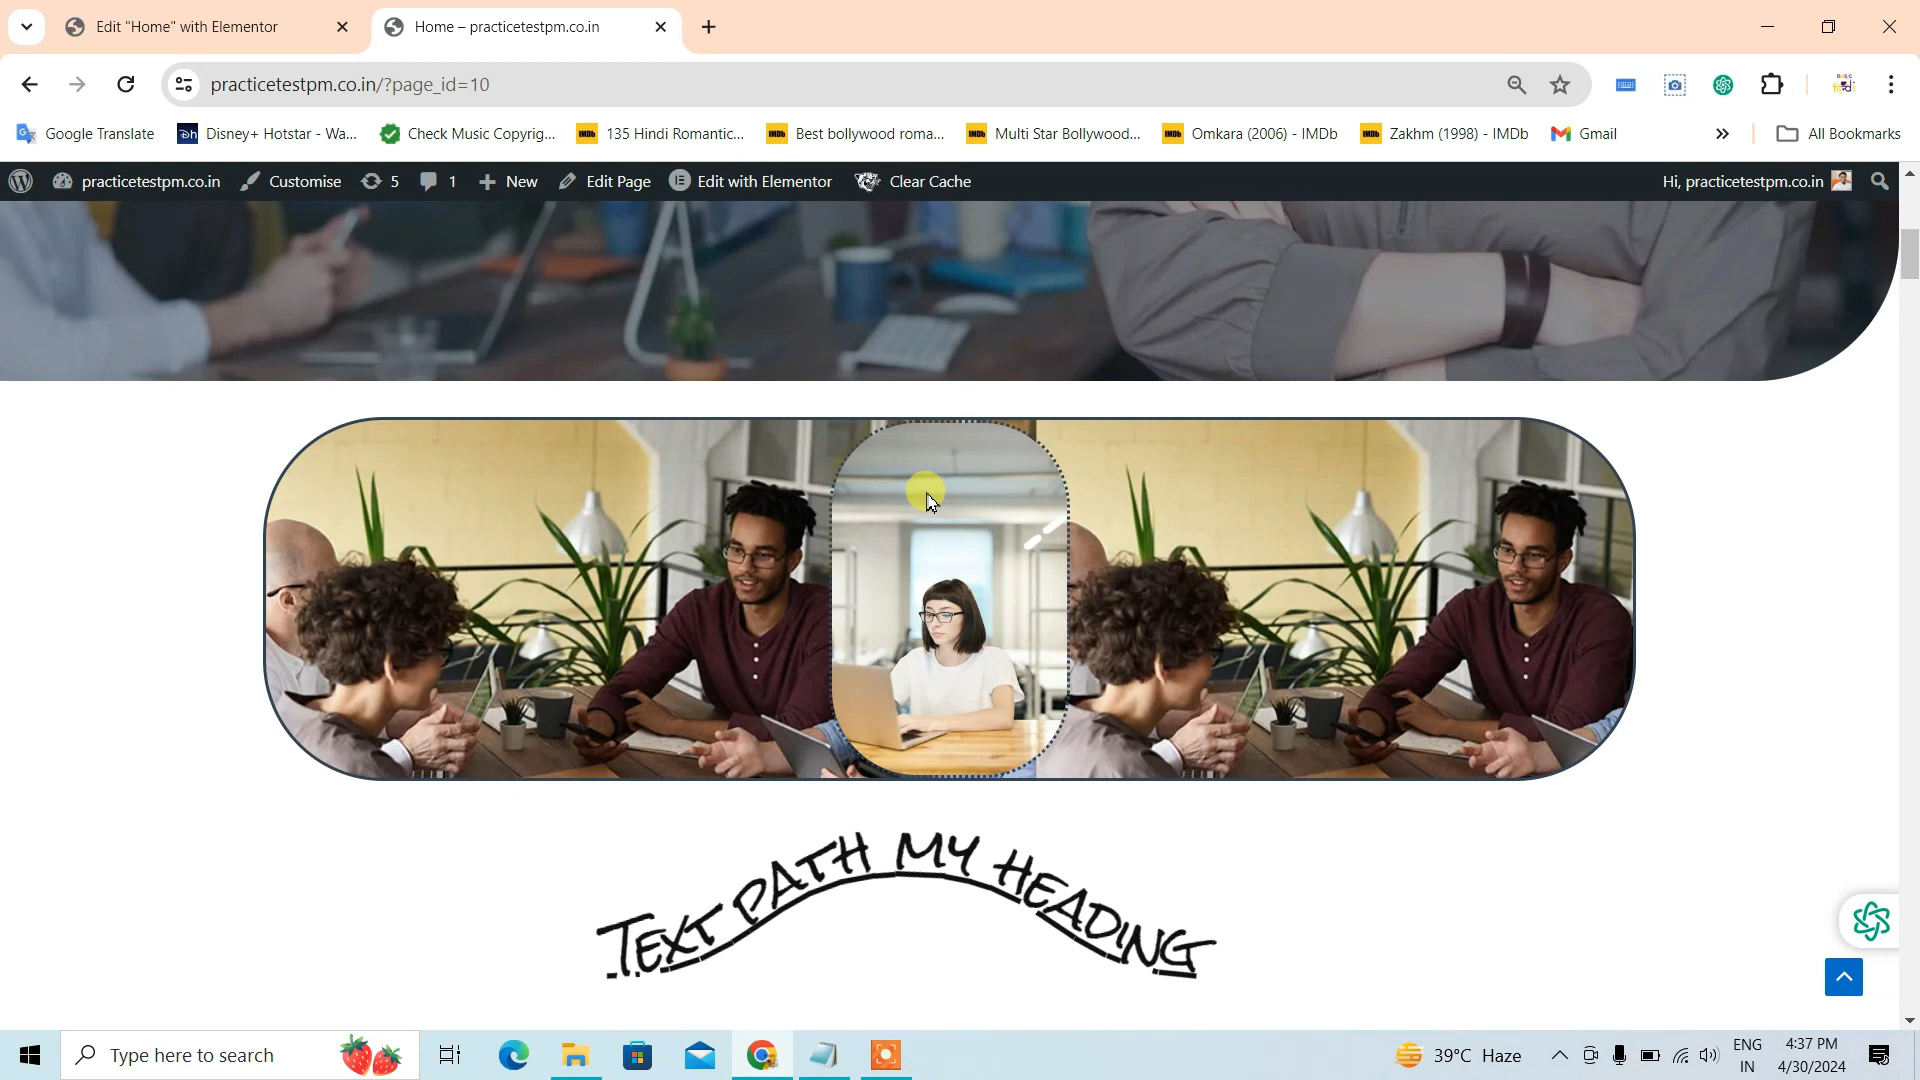 Edit "Home" with Elementor
Home – practicetestpm.co.in
practicetestpm.co.in/?page_id=10
Google Translate
Disney+ Hotstar - Wa...
Check Music Copyrig...
135 Hindi Romantic...
Best bollywood roma...
Multi Star Bollywood...
Omkara (2006) - IMDb
Zakhm (1998) - IMDb
Gmail
All Bookmarks
practicetestpm.co.in
Customise
5
1
New
Edit Page
Edit with Elementor
Clear Cache
Hi, practicetestpm.co.in
TEXT PATH MY HEADING
Type here to search
39°C Haze
ENG
IN
4:37 PM
4/30/2024